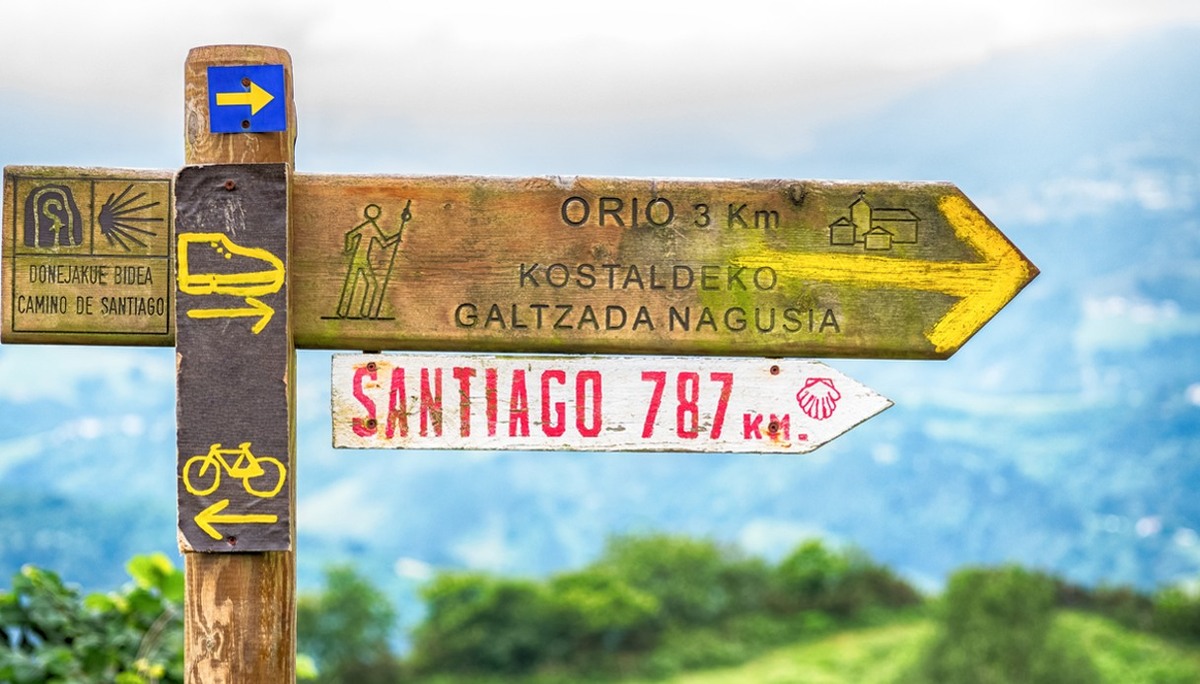 DONEJAKUE BIDEA
CAMINO DE SANTIAGO
ORIO 3 Km
KOSTALDEKO
GALTZADA NAGUSIA
SANTIAGO 787 KM.